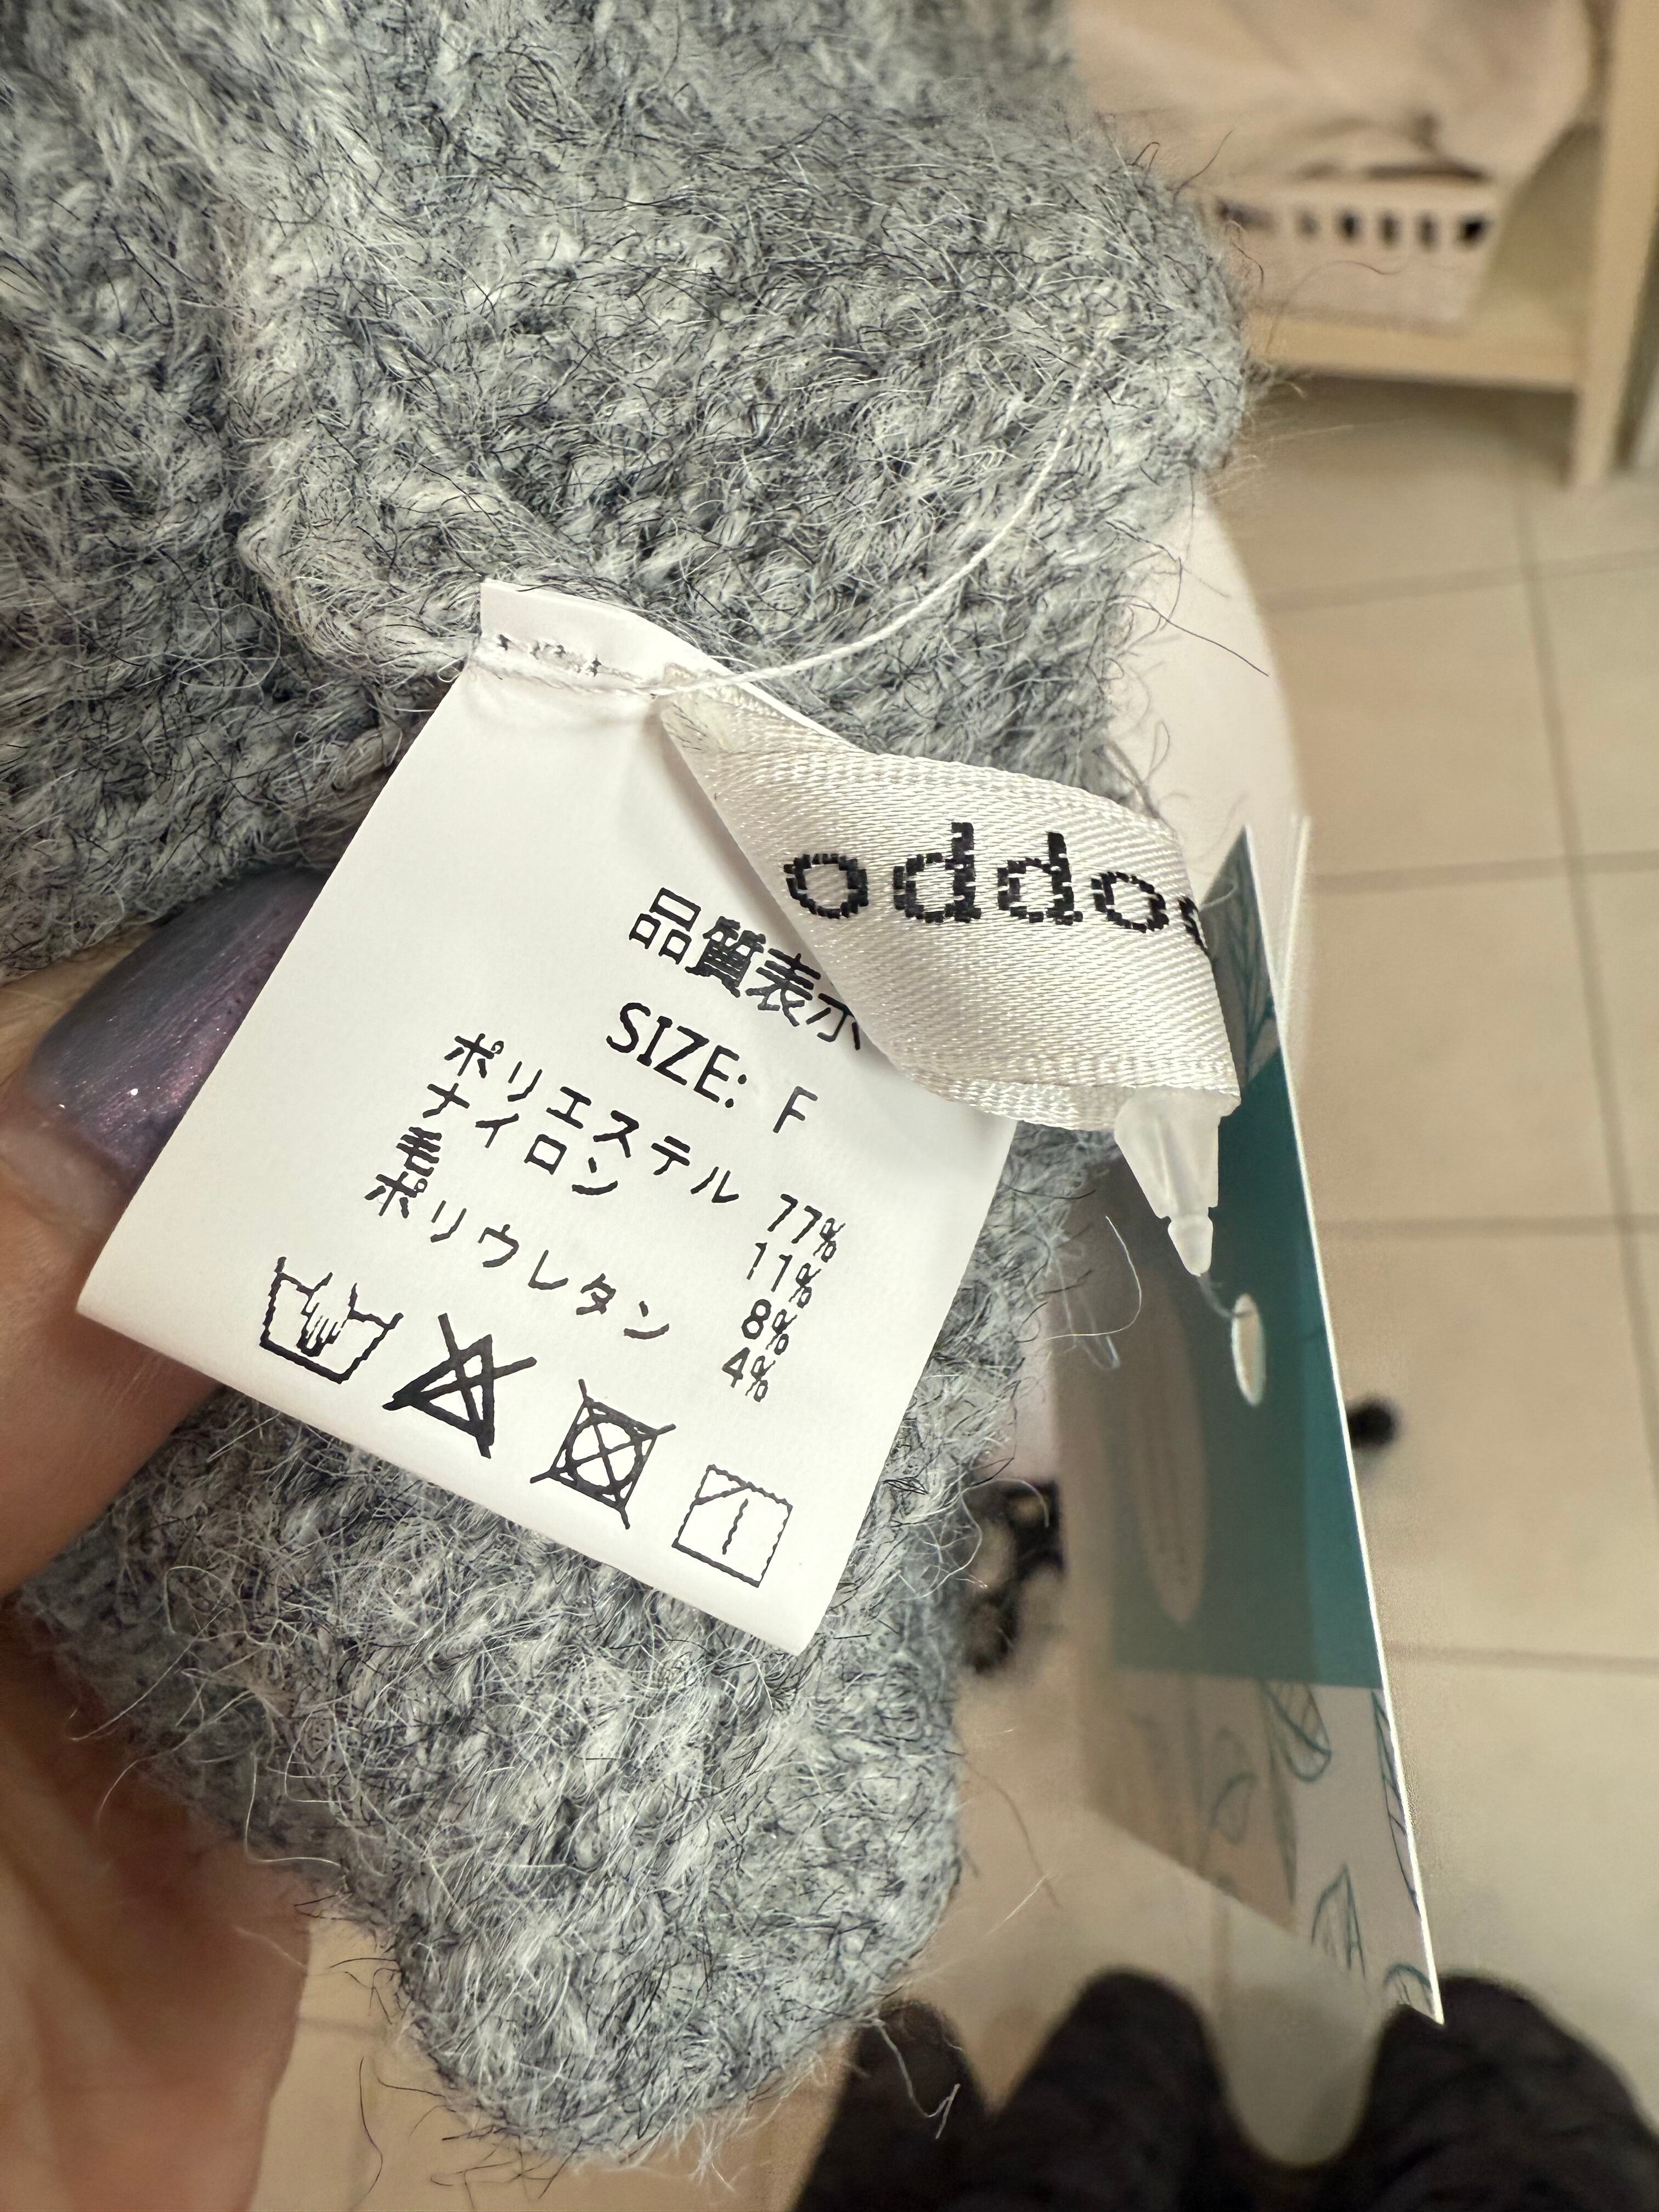 oddos
品質表示
SIZE: F
ポリエステル 77%
ナイロン 11%
毛 8%
ポリウレタン 4%